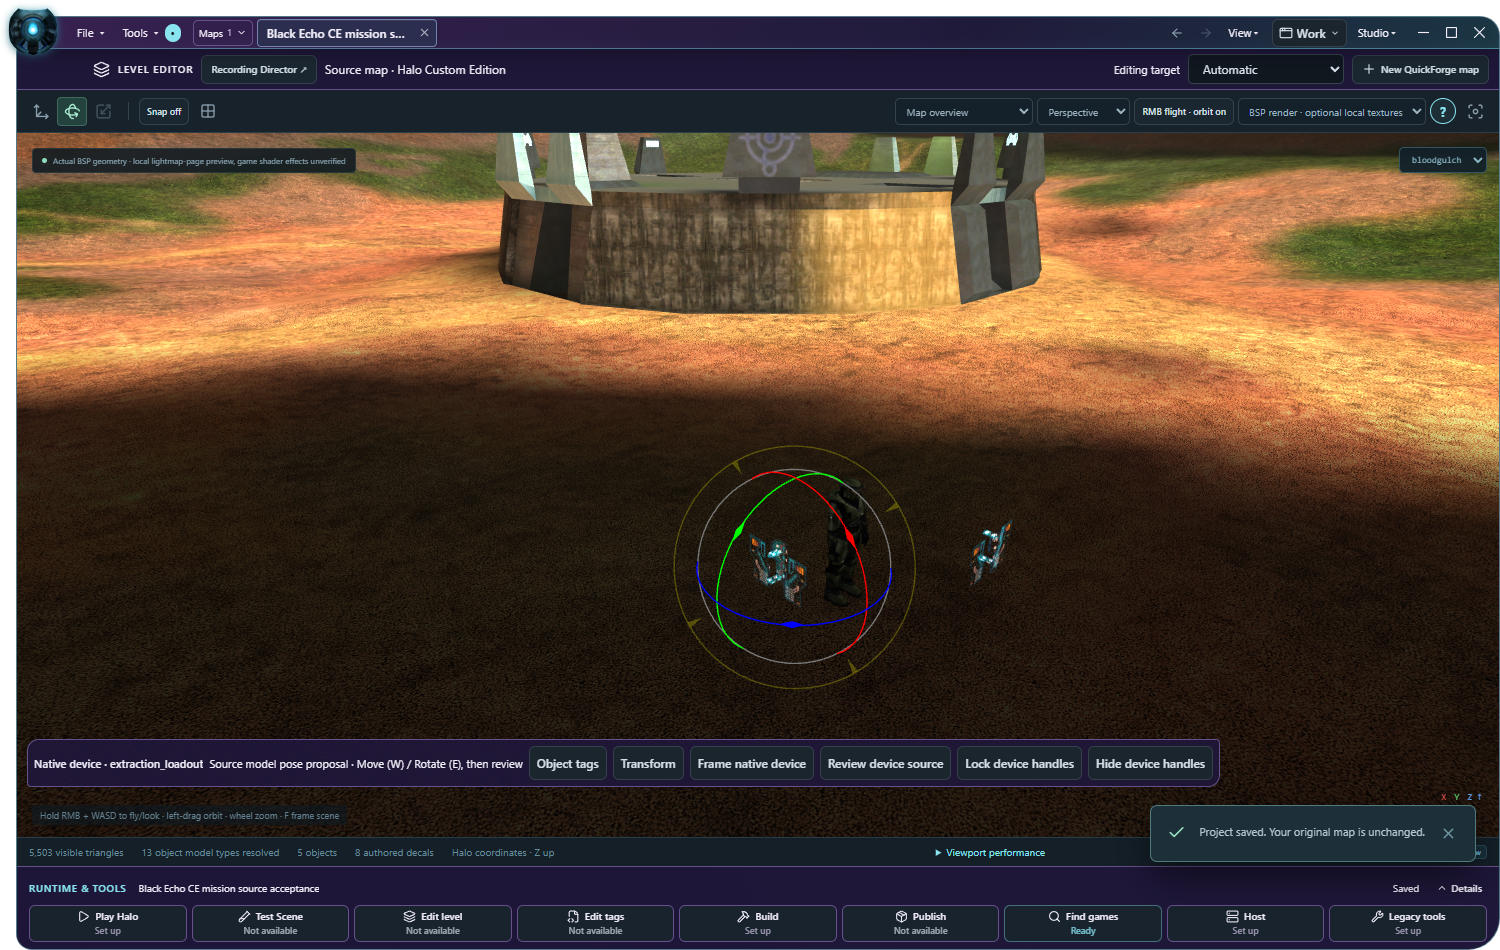 File
Tools
Maps 1
Black Echo CE mission s...
View
Work
Studio
LEVEL EDITOR
Recording Director
Source map · Halo Custom Edition
Editing target
Automatic
New QuickForge map
Snap off
Map overview
Perspective
RMB flight · orbit on
BSP render · optional local textures
?
Actual BSP geometry · local lightmap-page preview, game shader effects unverified
bloodgulch
Native device · extraction_loadout Source model pose proposal · Move (W) / Rotate (E), then review
Object tags
Transform
Frame native device
Review device source
Lock device handles
Hide device handles
X Y Z
Hold RMB + WASD to fly/look · left-drag orbit · wheel zoom · F frame scene
Project saved. Your original map is unchanged.
5,503 visible triangles
13 object model types resolved
5 objects
8 authored decals
Halo coordinates · Z up
Viewport performance
RUNTIME & TOOLS
Black Echo CE mission source acceptance
Saved
Details
Play Halo
Set up
Test Scene
Not available
Edit level
Not available
Edit tags
Not available
Build
Set up
Publish
Not available
Find games
Ready
Host
Set up
Legacy tools
Set up